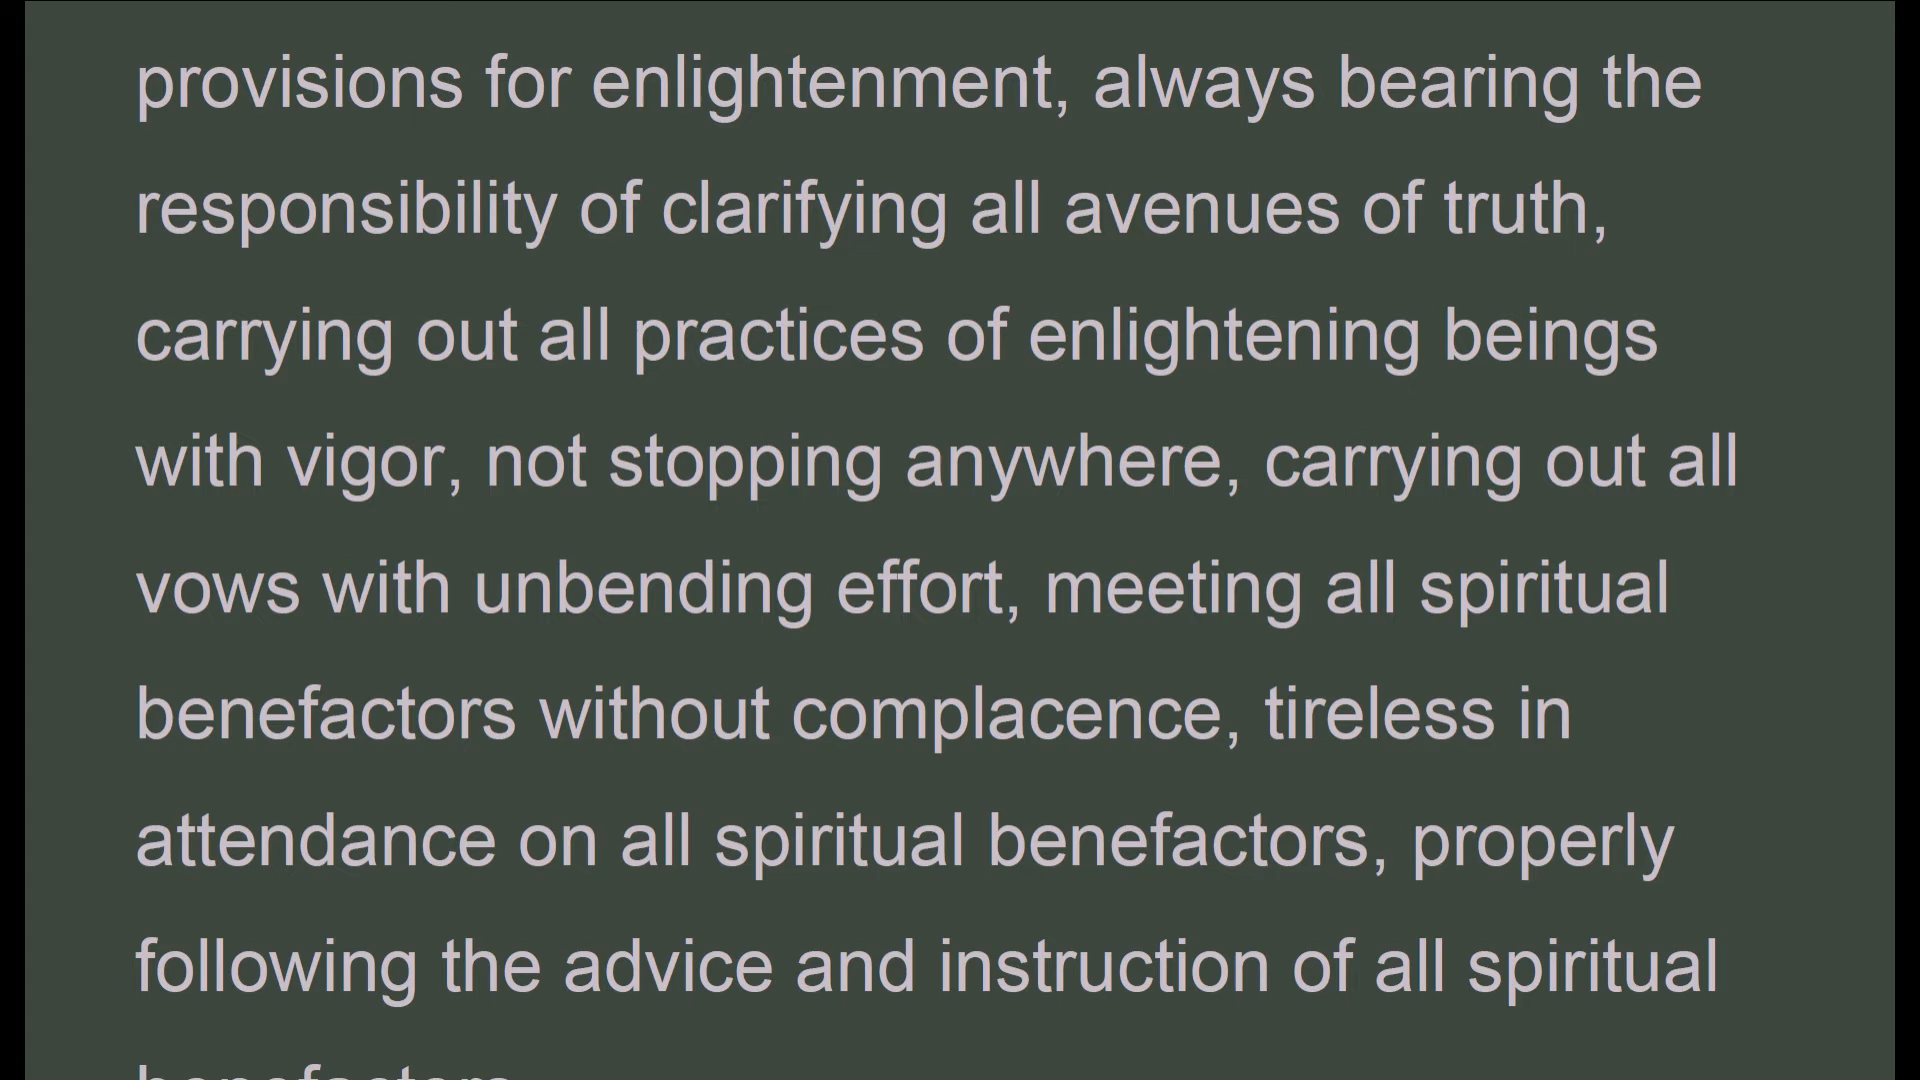 provisions for enlightenment, always bearing the
responsibility of clarifying all avenues of truth,
carrying out all practices of enlightening beings
with vigor, not stopping anywhere, carrying out all
vows with unbending effort, meeting all spiritual
benefactors without complacence, tireless in
attendance on all spiritual benefactors, properly
following the advice and instruction of all spiritual
benefactors